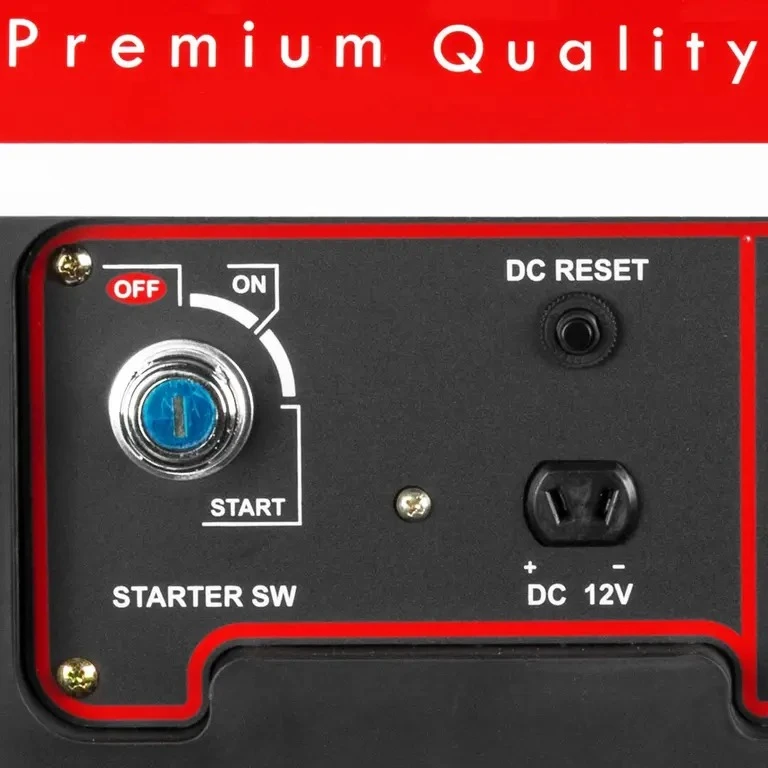 Premium Quality
OFF
ON
DC RESET
START
+ −
STARTER SW
DC 12V